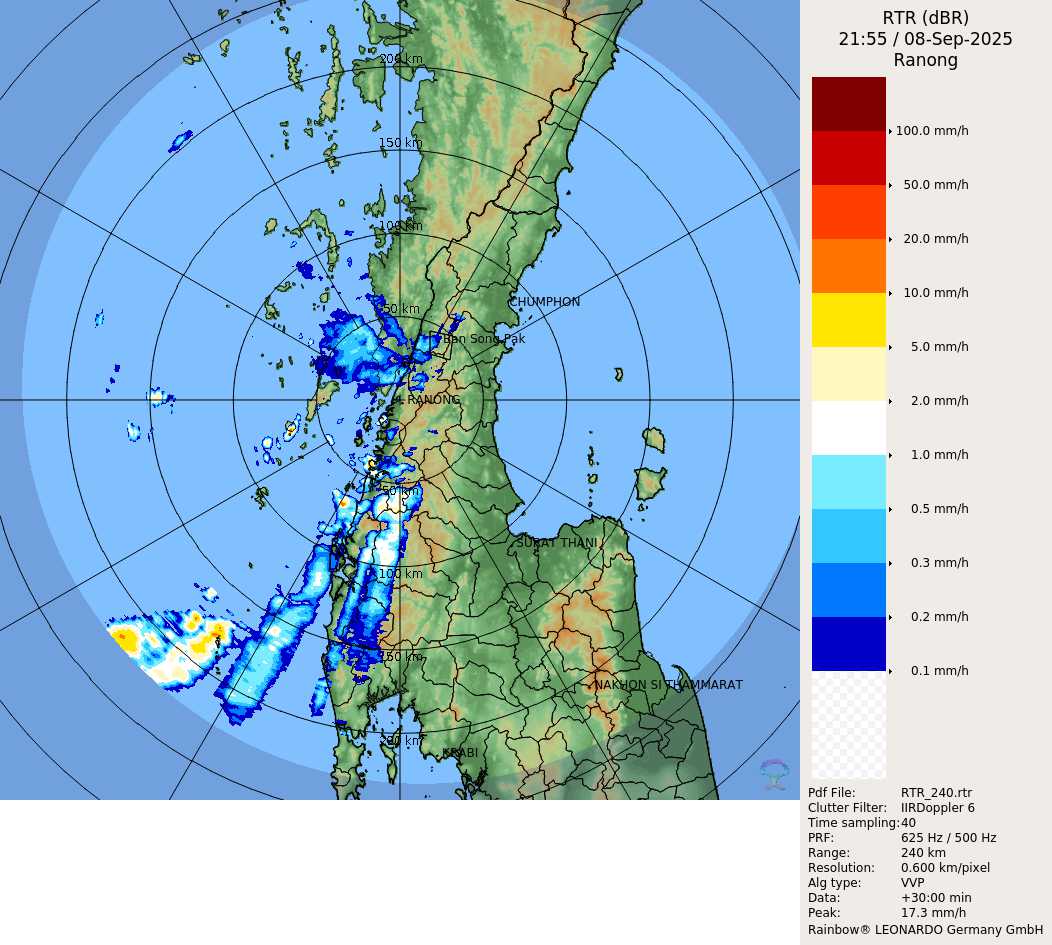 RTR (dBR)
21:55 / 08-Sep-2025
Ranong
100.0 mm/h
50.0 mm/h
20.0 mm/h
10.0 mm/h
5.0 mm/h
2.0 mm/h
1.0 mm/h
0.5 mm/h
0.3 mm/h
0.2 mm/h
0.1 mm/h
Pdf File: RTR_240.rtr
Clutter Filter: IIRDoppler 6
Time sampling:40
PRF: 625 Hz / 500 Hz
Range: 240 km
Resolution: 0.600 km/pixel
Alg type: VVP
Data: +30:00 min
Peak: 17.3 mm/h
Rainbow® LEONARDO Germany GmbH
200 km
150 km
100 km
50 km
CHUMPHON
Ban Song Pak
RANONG
50 km
SURAT THANI
100 km
150 km
NAKHON SI THAMMARAT
200 km
KRABI